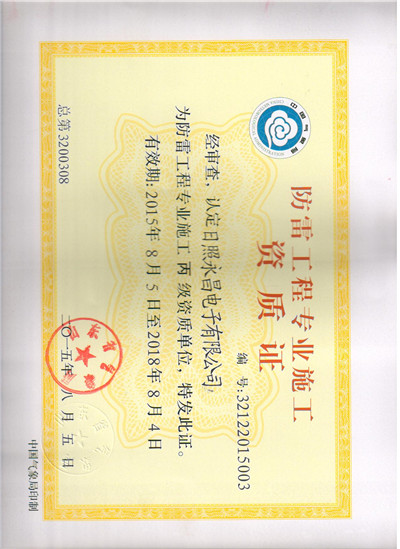 中国气象局
防雷工程专业施工
资质证
编号:32122015003
经审查,认定日照永昌电子有限公司
为防雷工程专业施工丙级资质单位,特发此证。
有效期:2015年8月5日至2018年8月4日
二〇一五年八月五日
总第3200308
中国气象局印制